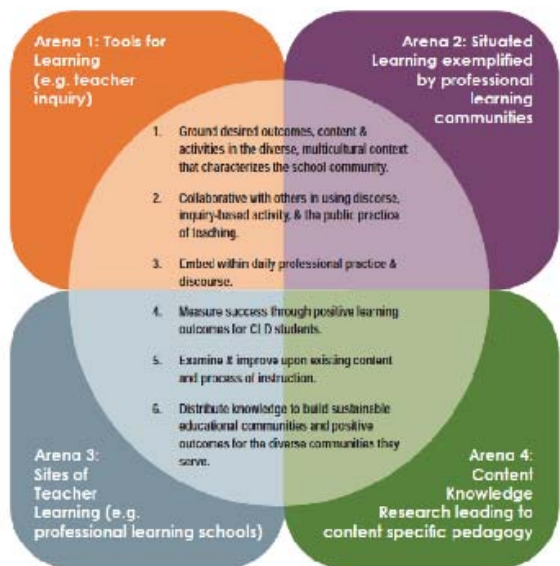 Arena 1: Tools for
Learning
(e.g. teacher
inquiry)
Arena 2: Situated
Learning exemplified
by professional
learning
communities
1. Ground desired outcomes, content &
activities in the diverse, multicultural context
that characterizes the school community.
2. Collaborative with others in using discorse,
inquiry-based activity, & the public practice
of teaching.
3. Embed within daily professional practice &
discourse.
4. Measure success through positive learning
outcomes for CLD students.
5. Examine & improve upon existing content
and process of instruction.
6. Distribute knowledge to build sustainable
educational communities and positive
outcomes for the diverse communities they
serve.
Arena 3:
Sites of
Teacher
Learning (e.g.
professional learning schools)
Arena 4:
Content
Knowledge
Research leading to
content specific pedagogy